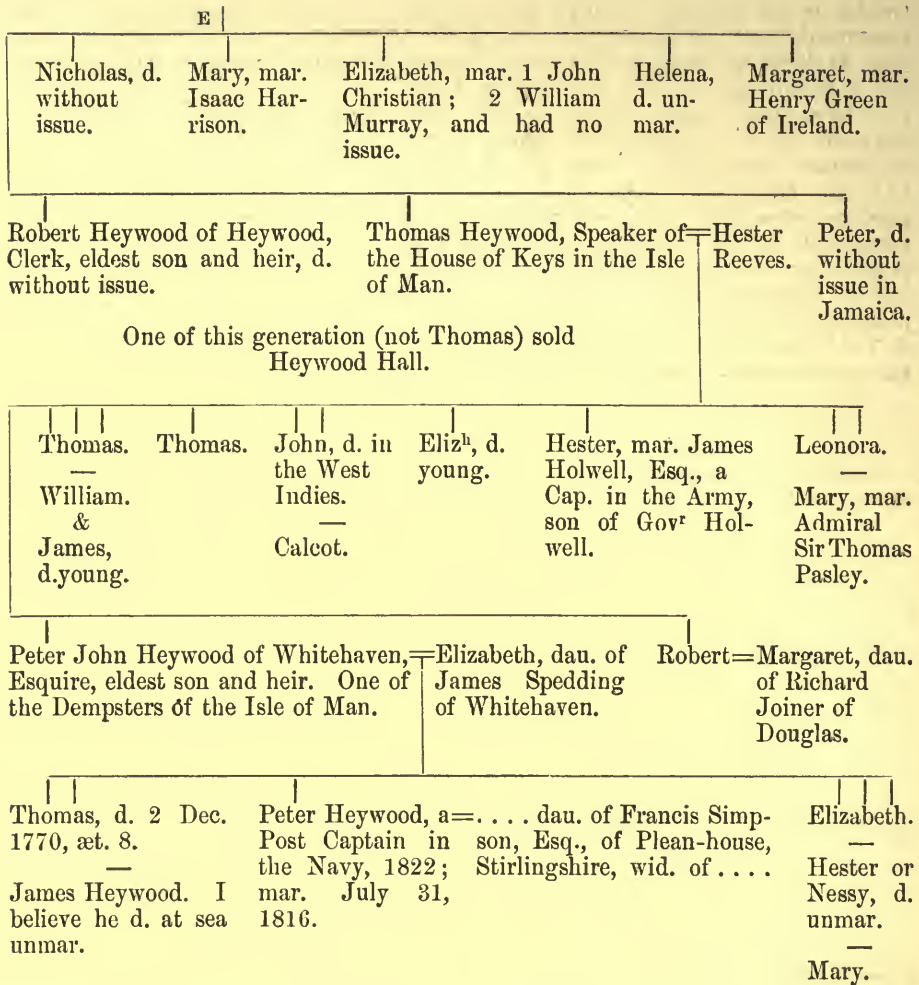 E
Nicholas, d.
without
issue.
Mary, mar.
Isaac Har-
rison.
Elizabeth, mar. 1 John
Christian ; 2 William
Murray, and had no
issue.
Helena,
d. un-
mar.
Margaret, mar.
Henry Green
of Ireland.
Robert Heywood of Heywood,
Clerk, eldest son and heir, d.
without issue.
Thomas Heywood, Speaker of
the House of Keys in the Isle
of Man.
=Hester
Reeves.
Peter, d.
without
issue in
Jamaica.
One of this generation (not Thomas) sold
Heywood Hall.
Thomas.
—
William.
&
James,
d.young.
Thomas.
John, d. in
the West
Indies.
—
Calcot.
Elizʰ, d.
young.
Hester, mar. James
Holwell, Esq., a
Cap. in the Army,
son of Govʳ Hol-
well.
Leonora.
—
Mary, mar.
Admiral
Sir Thomas
Pasley.
Peter John Heywood of Whitehaven,
Esquire, eldest son and heir. One of
the Dempsters of the Isle of Man.
=Elizabeth, dau. of
James Spedding
of Whitehaven.
Robert=Margaret, dau.
of Richard
Joiner of
Douglas.
Thomas, d. 2 Dec.
1770, æt. 8.
—
James Heywood. I
believe he d. at sea
unmar.
Peter Heywood, a
Post Captain in
the Navy, 1822 ;
mar. July 31,
1816.
=. . . . dau. of Francis Simp-
son, Esq., of Plean-house,
Stirlingshire, wid. of . . . .
Elizabeth.
—
Hester or
Nessy, d.
unmar.
—
Mary.